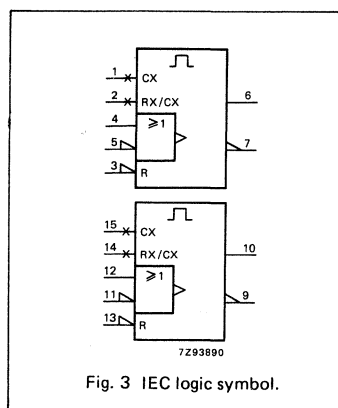 1 CX
2 RX/CX 6
4 ≥1
5 7
3 R
15 CX
14 RX/CX 10
12 ≥1
11 9
13 R
7Z93890
Fig. 3 IEC logic symbol.